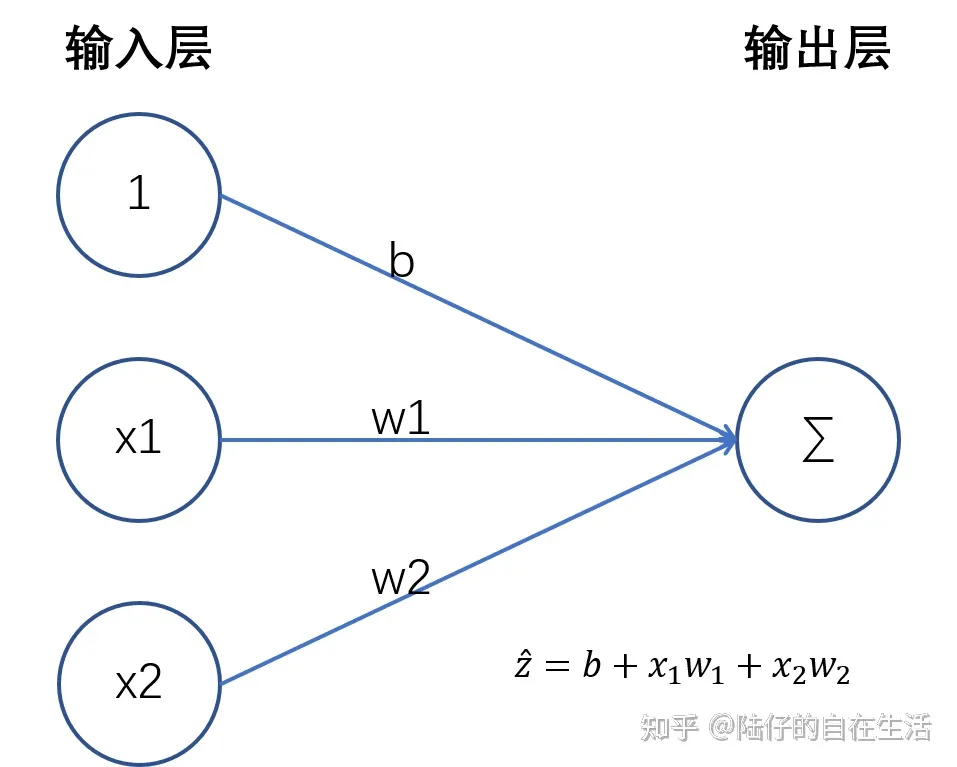 输入层
输出层
1
b
x1
w1
∑
w2
x2
ẑ = b + x₁w₁ + x₂w₂
知乎 @陆仔的自在生活